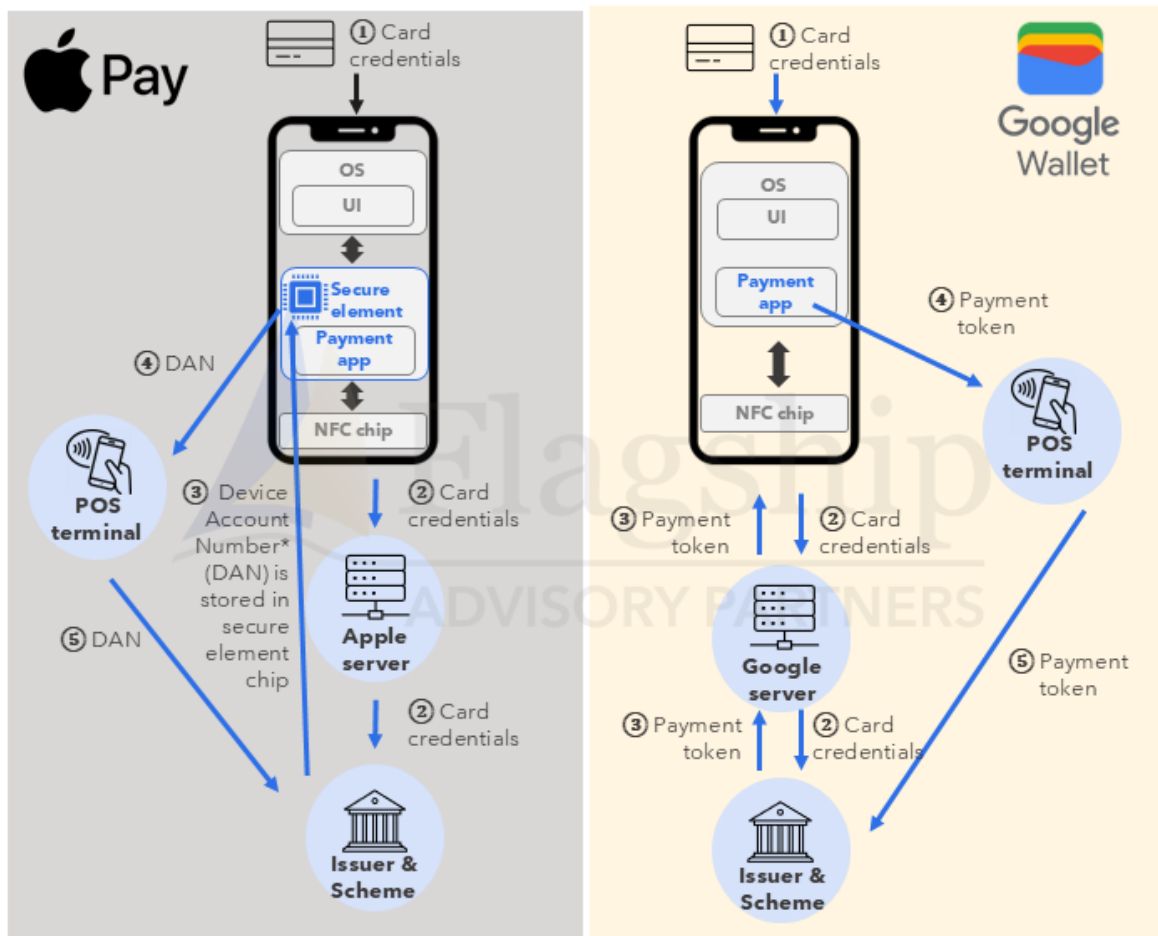 Pay
① Card
credentials
OS
UI
Secure
element
Payment
app
NFC chip
④ DAN
POS
terminal
③ Device
Account
Number*
(DAN) is
stored in
secure
element
chip
② Card
credentials
Apple
server
⑤ DAN
② Card
credentials
Issuer &
Scheme
① Card
credentials
Google
Wallet
OS
UI
Payment
app
④ Payment
token
NFC chip
POS
terminal
③ Payment
token
② Card
credentials
Google
server
⑤ Payment
token
③ Payment
token
② Card
credentials
Issuer &
Scheme
Flagship
ADVISORY PARTNERS